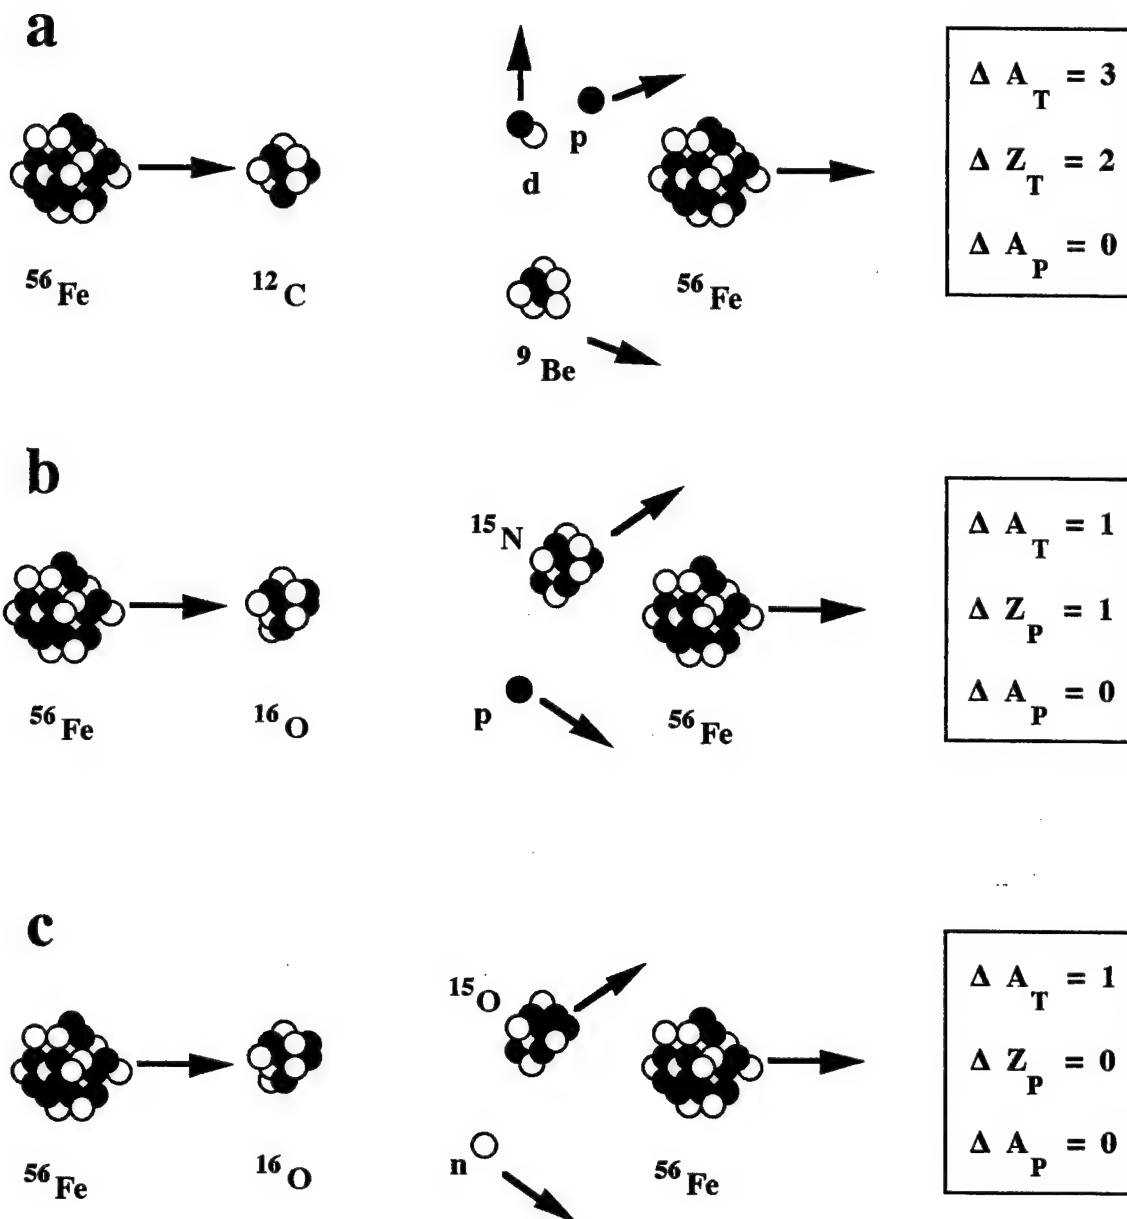 a
p
d
⁵⁶Fe
¹²C
⁵⁶Fe
⁹Be
Δ A_T = 3
Δ Z_T = 2
Δ A_P = 0
b
¹⁵N
⁵⁶Fe
¹⁶O
p
⁵⁶Fe
Δ A_T = 1
Δ Z_P = 1
Δ A_P = 0
c
¹⁵O
⁵⁶Fe
¹⁶O
n
⁵⁶Fe
Δ A_T = 1
Δ Z_P = 0
Δ A_P = 0